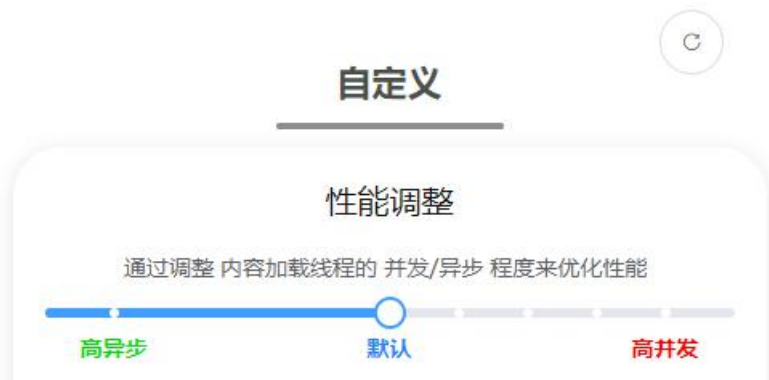 自定义
性能调整
通过调整 内容加载线程的 并发/异步 程度来优化性能
高异步 默认 高并发